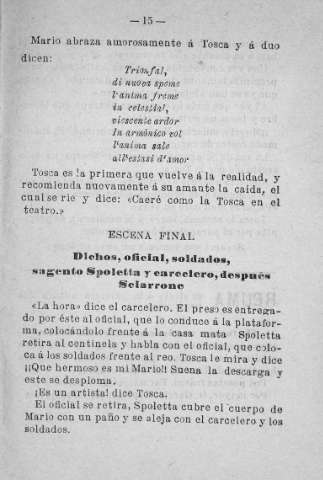 — 15 —
Mario abraza amorosamente á Tosca y á duo
dicen:
Trionfal,
di nuova speme
l'anima freme
in celestial,
viescente ardor
In armónico vol
l'anima sale
all'estasi d'amor
Tosca es la primera que vuelve á la realidad, y
recomienda nuevamente á su amante la caida, el
cual se rie y dice: «Caeré como la Tosca en el
teatro.»
ESCENA FINAL
Dichos, oficial, soldados,
sagento Spoletta y carcelero, después
Sciarrone
«La hora» dice el carcelero. El preso es entrega-
do por éste al oficial, que lo conduce á la platafor-
ma, colocándolo frente á la casa mata Spoletta
retira al centinela y habla con el oficial, que colo-
ca á los soldados frente al reo. Tosca le mira y dice
¡¡Que hermoso es mi Mario!! Suena la descarga y
este se desploma.
¡Es un artista! dice Tosca.
El oficial se retira, Spoletta cubre el cuerpo de
Mario con un paño y se aleja con el carcelero y los
soldados.